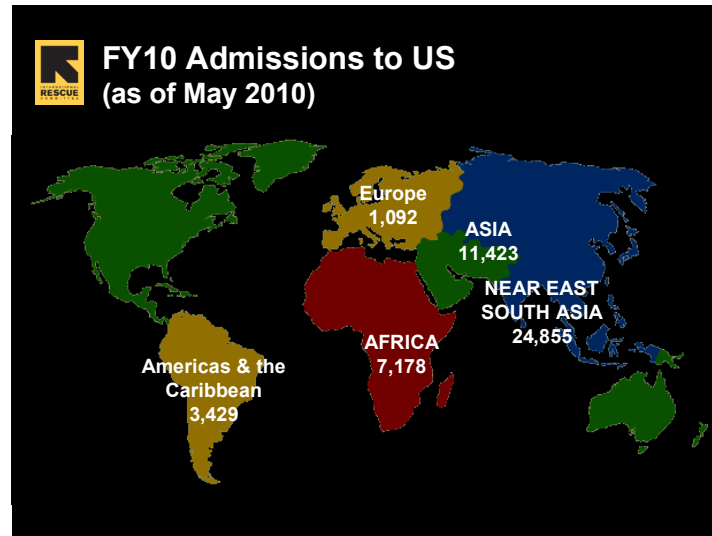 INTERNATIONAL
RESCUE
COMMITTEE
FY10 Admissions to US
(as of May 2010)
Europe
1,092
ASIA
11,423
NEAR EAST
SOUTH ASIA
24,855
AFRICA
7,178
Americas & the
Caribbean
3,429